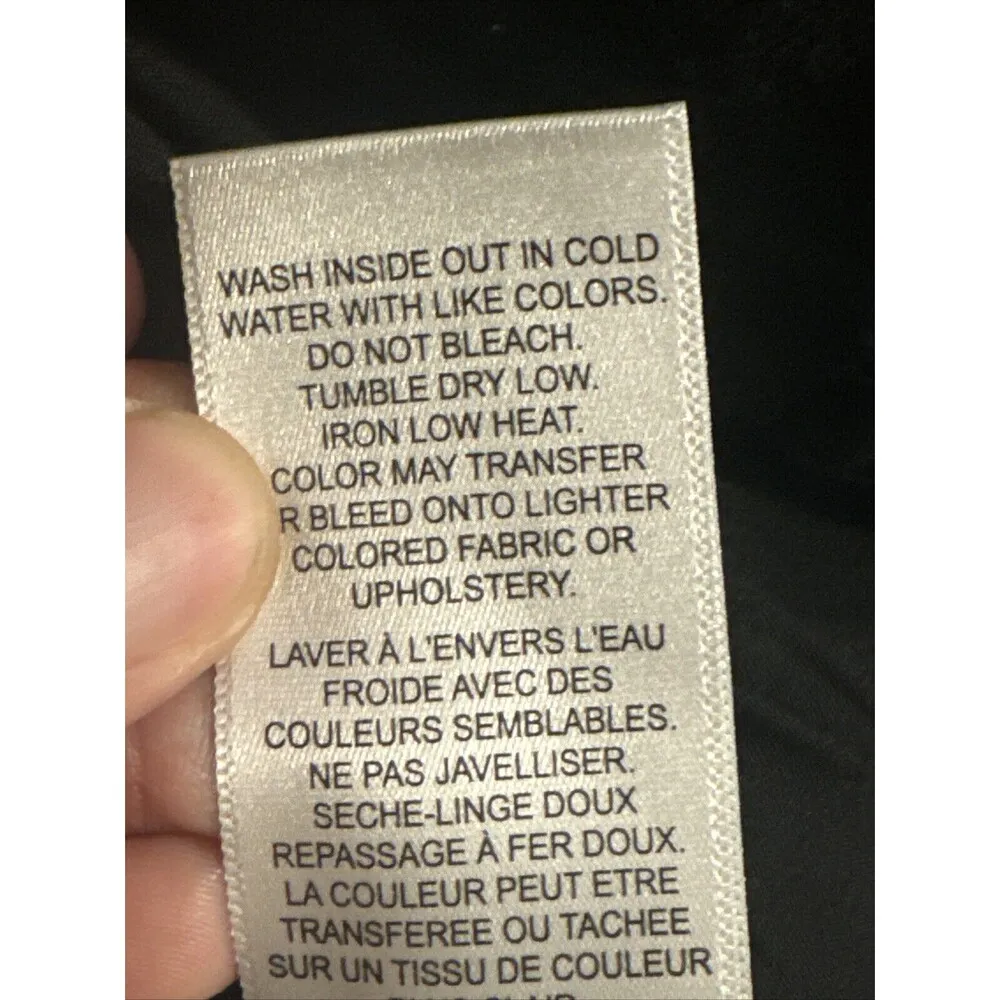 WASH INSIDE OUT IN COLD
WATER WITH LIKE COLORS.
DO NOT BLEACH.
TUMBLE DRY LOW.
IRON LOW HEAT.
COLOR MAY TRANSFER
R BLEED ONTO LIGHTER
COLORED FABRIC OR
UPHOLSTERY.
LAVER À L'ENVERS L'EAU
FROIDE AVEC DES
COULEURS SEMBLABLES.
NE PAS JAVELLISER.
SECHE-LINGE DOUX
REPASSAGE À FER DOUX.
LA COULEUR PEUT ETRE
TRANSFEREE OU TACHEE
SUR UN TISSU DE COULEUR